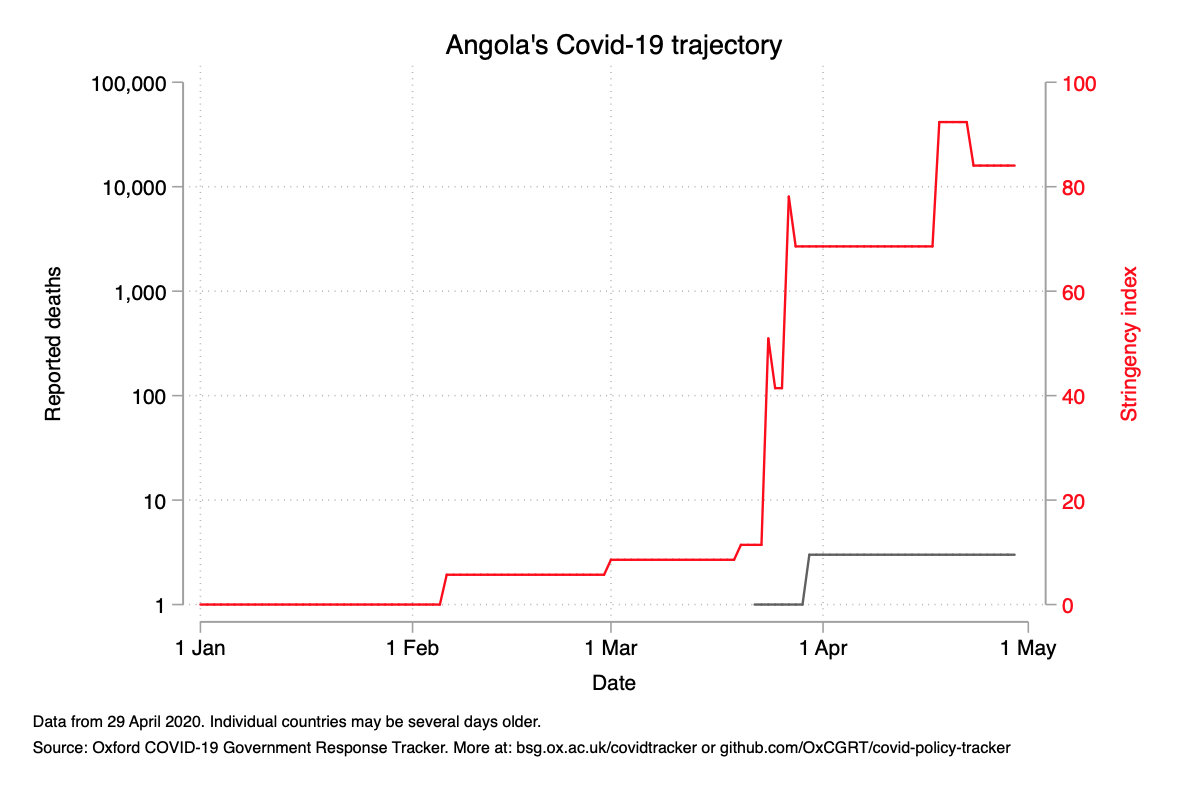 Angola's Covid-19 trajectory
100,000
10,000
1,000
100
10
1
Reported deaths
100
80
60
40
20
0
Stringency index
1 Jan
1 Feb
1 Mar
1 Apr
1 May
Date
Data from 29 April 2020. Individual countries may be several days older.
Source: Oxford COVID-19 Government Response Tracker. More at: bsg.ox.ac.uk/covidtracker or github.com/OxCGRT/covid-policy-tracker